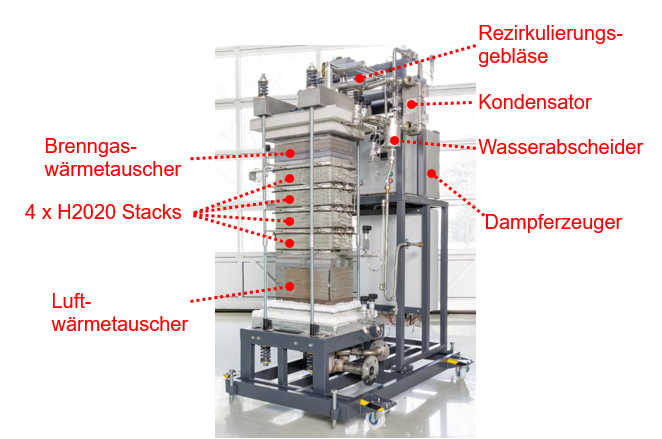 Rezirkulierungs-
gebläse
Kondensator
Wasserabscheider
Dampferzeuger
Brenngas-
wärmetauscher
4 x H2020 Stacks
Luft-
wärmetauscher